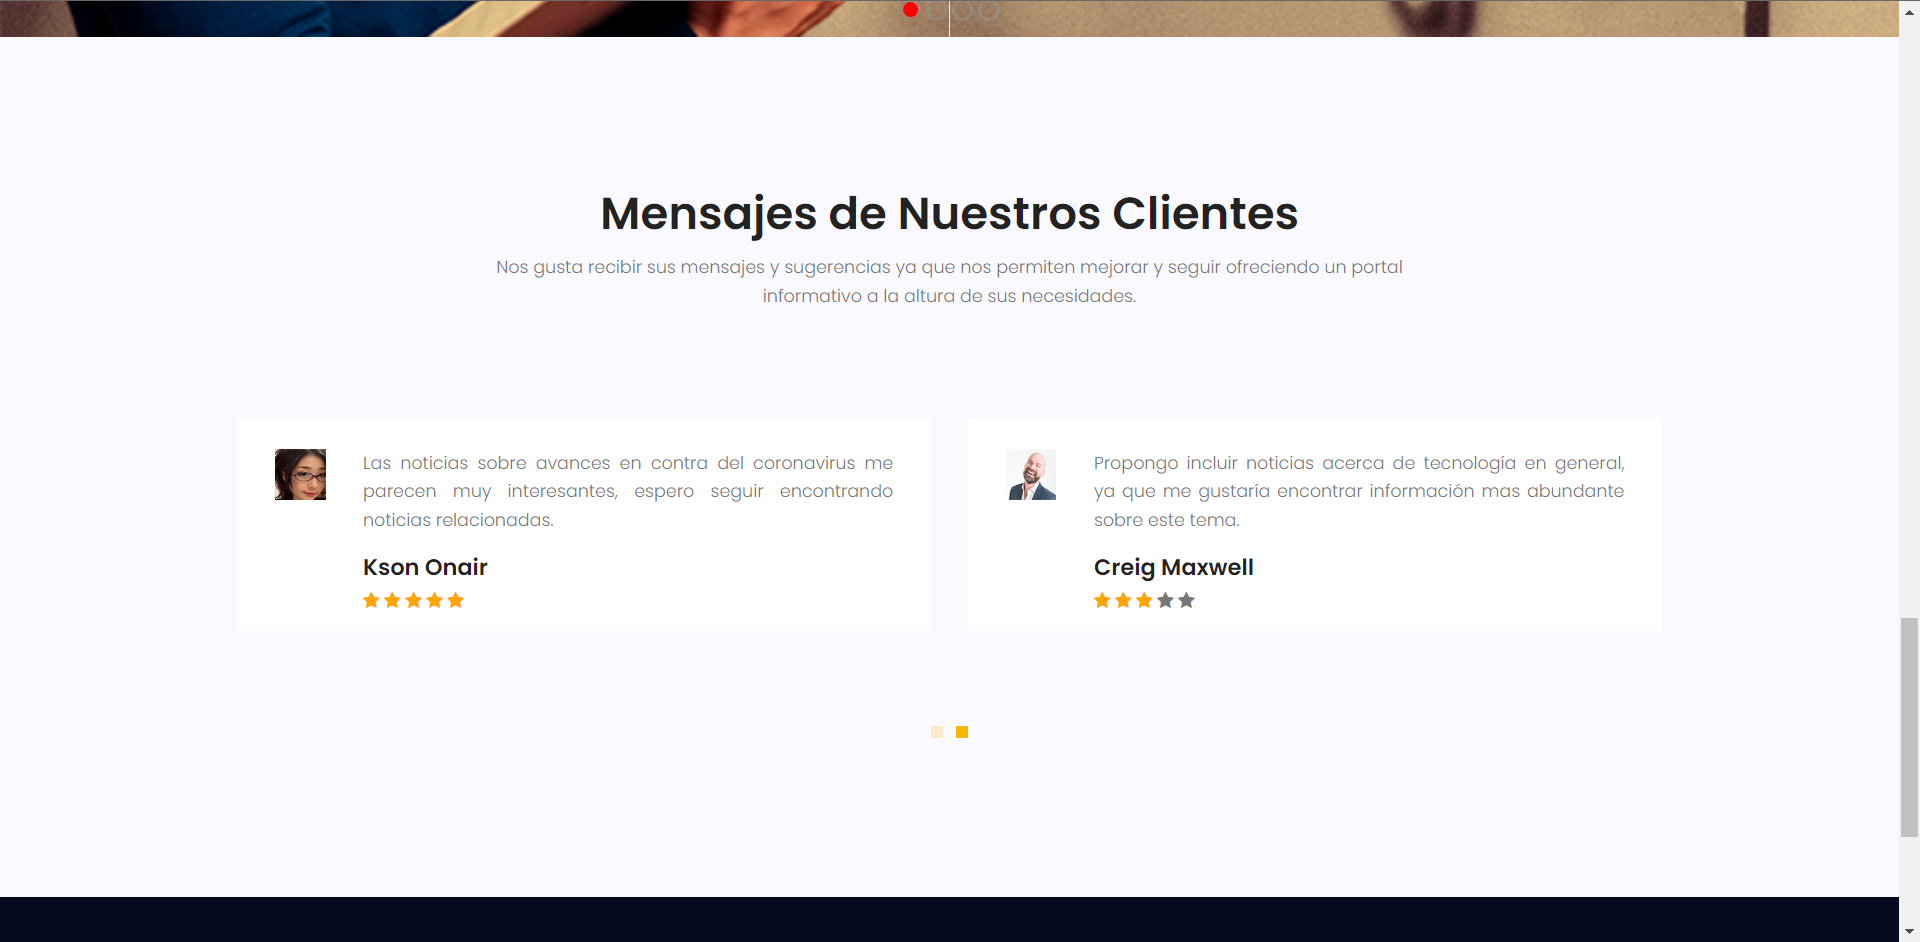 Mensajes de Nuestros Clientes
Nos gusta recibir sus mensajes y sugerencias ya que nos permiten mejorar y seguir ofreciendo un portal
informativo a la altura de sus necesidades.
Las noticias sobre avances en contra del coronavirus me
parecen muy interesantes, espero seguir encontrando
noticias relacionadas.
Kson Onair
Propongo incluir noticias acerca de tecnología en general,
ya que me gustaría encontrar información mas abundante
sobre este tema.
Creig Maxwell